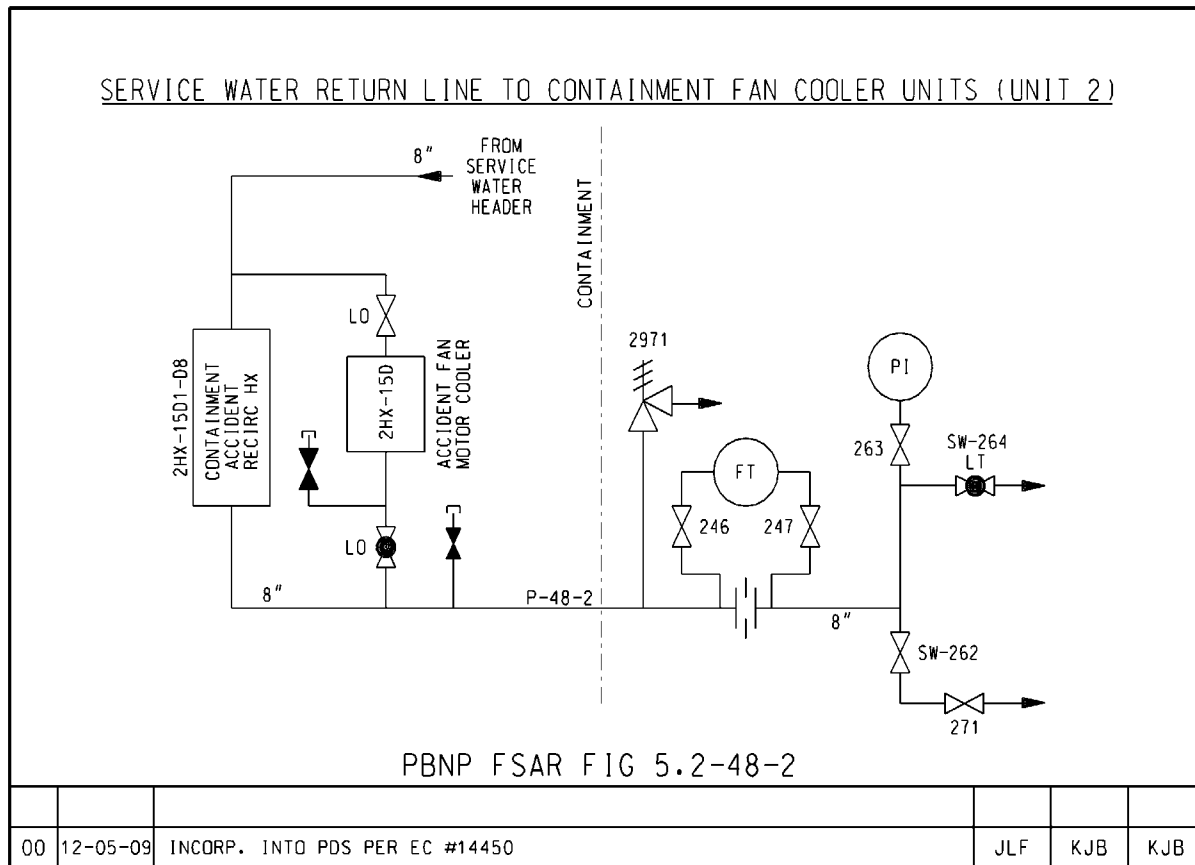 SERVICE WATER RETURN LINE TO CONTAINMENT FAN COOLER UNITS (UNIT 2)
8"
FROM
SERVICE
WATER
HEADER
CONTAINMENT
LO
2HX-15D1-D8
CONTAINMENT
ACCIDENT
RECIRC HX
2HX-15D
ACCIDENT FAN
MOTOR COOLER
LO
8"
P-48-2
2971
FT
246
247
8"
PI
263
SW-264
LT
SW-262
271
PBNP FSAR FIG 5.2-48-2
00 12-05-09 INCORP. INTO PDS PER EC #14450 JLF KJB KJB